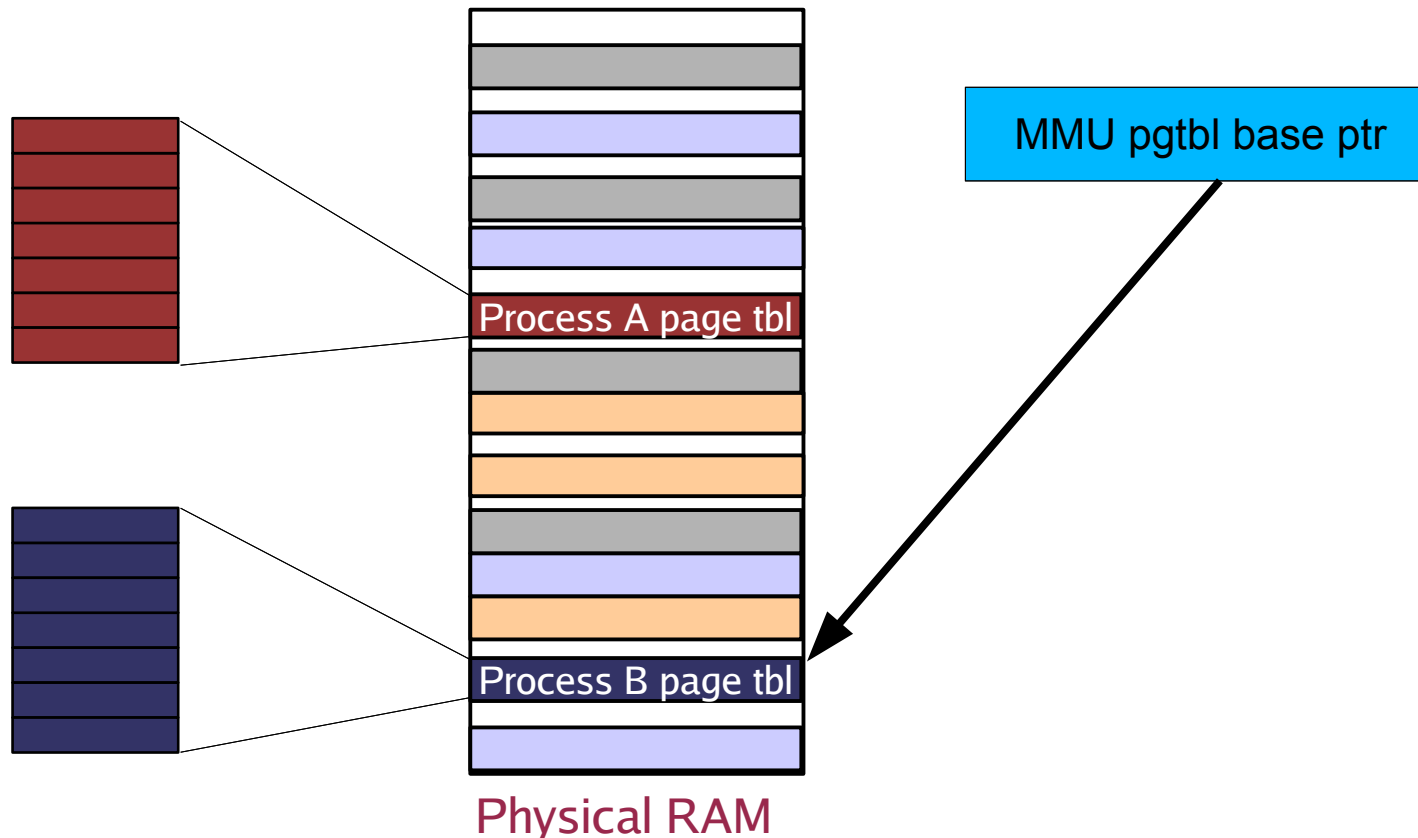 MMU pgtbl base ptr
Process A page tbl
Process B page tbl
Physical RAM